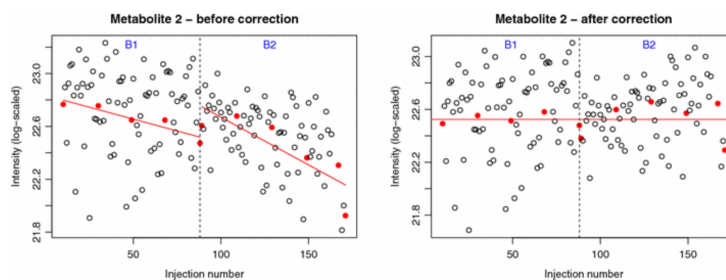 Metabolite 2 – before correction
B1
B2
23.0
22.6
22.2
21.8
Intensity (log–scaled)
50
100
150
Injection number
Metabolite 2 – after correction
B1
B2
23.0
22.6
22.2
21.8
Intensity (log–scaled)
50
100
150
Injection number